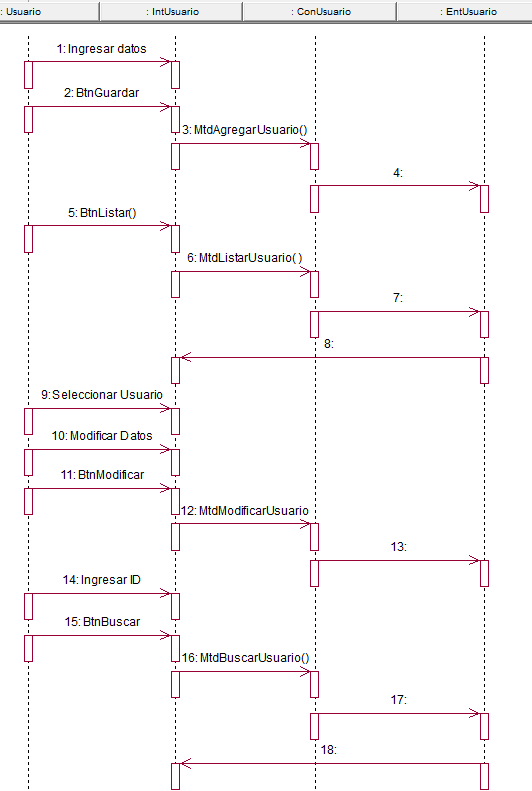 : Usuario : IntUsuario : ConUsuario : EntUsuario
1: Ingresar datos
2: BtnGuardar
3: MtdAgregarUsuario()
4:
5: BtnListar()
6: MtdListarUsuario( )
7:
8:
9: Seleccionar Usuario
10: Modificar Datos
11: BtnModificar
12: MtdModificarUsuario
13:
14: Ingresar ID
15: BtnBuscar
16: MtdBuscarUsuario()
17:
18: